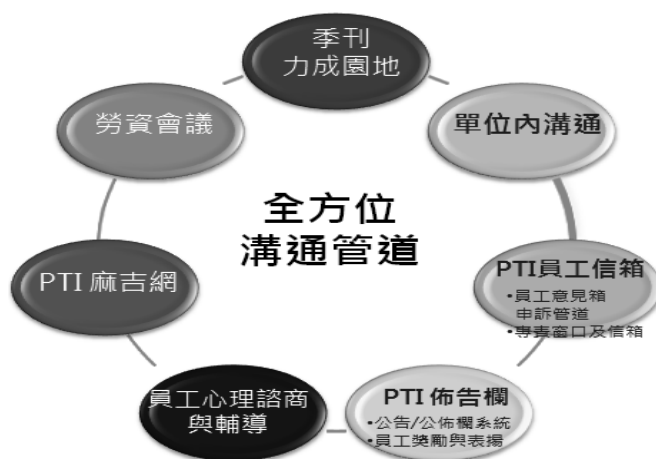 季刊
力成園地
單位內溝通
PTI員工信箱
•員工意見箱
申訴管道
•專責窗口及信箱
PTI 佈告欄
•公告/公佈欄系統
•員工獎勵與表揚
員工心理諮商
與輔導
PTI 麻吉網
勞資會議
全方位
溝通管道